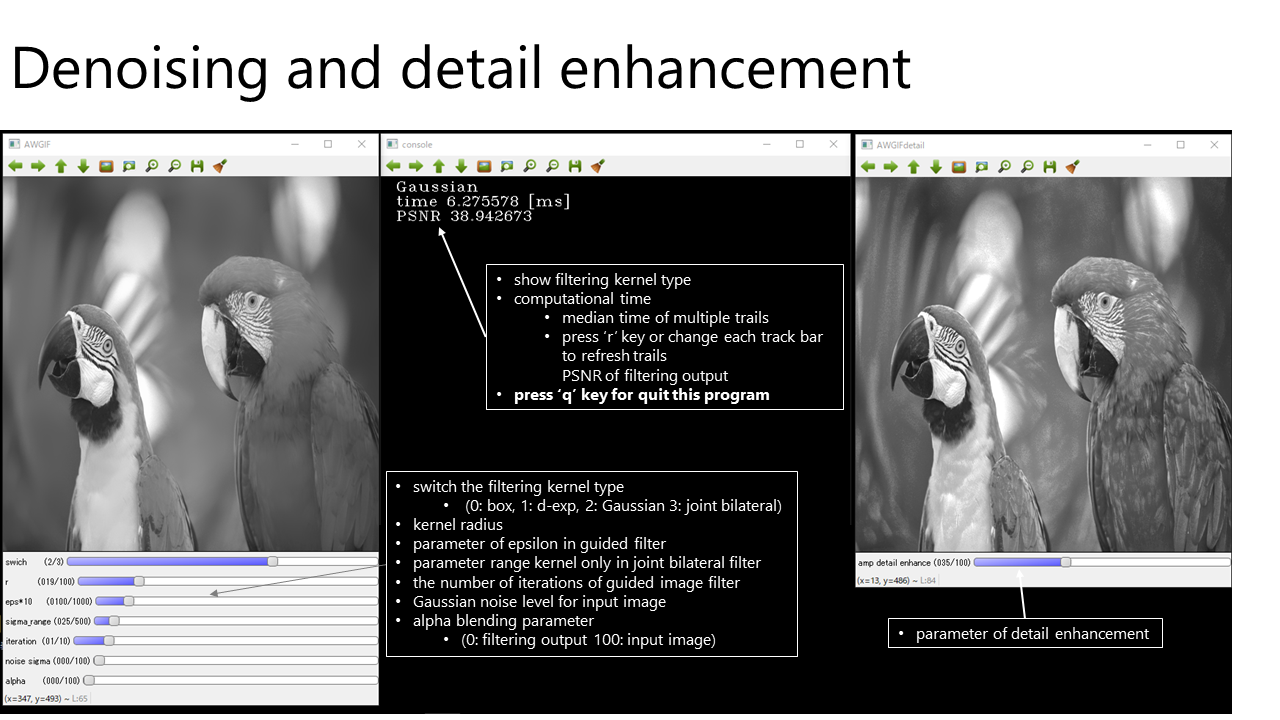 Denoising and detail enhancement
AWGIF
swich (2/3)
r (019/100)
eps*10 (0100/1000)
sigma_range (025/500)
iteration (01/10)
noise sigma (000/100)
alpha (000/100)
(x=347, y=493) ~ L:65
console
Gaussian
time 6.275578 [ms]
PSNR 38.942673
• show filtering kernel type
• computational time
• median time of multiple trails
• press ‘r’ key or change each track bar
to refresh trails
PSNR of filtering output
• press ‘q’ key for quit this program
• switch the filtering kernel type
• (0: box, 1: d-exp, 2: Gaussian 3: joint bilateral)
• kernel radius
• parameter of epsilon in guided filter
• parameter range kernel only in joint bilateral filter
• the number of iterations of guided image filter
• Gaussian noise level for input image
• alpha blending parameter
• (0: filtering output 100: input image)
AWGIFdetail
amp detail enhance (035/100)
(x=13, y=486) ~ L:84
• parameter of detail enhancement